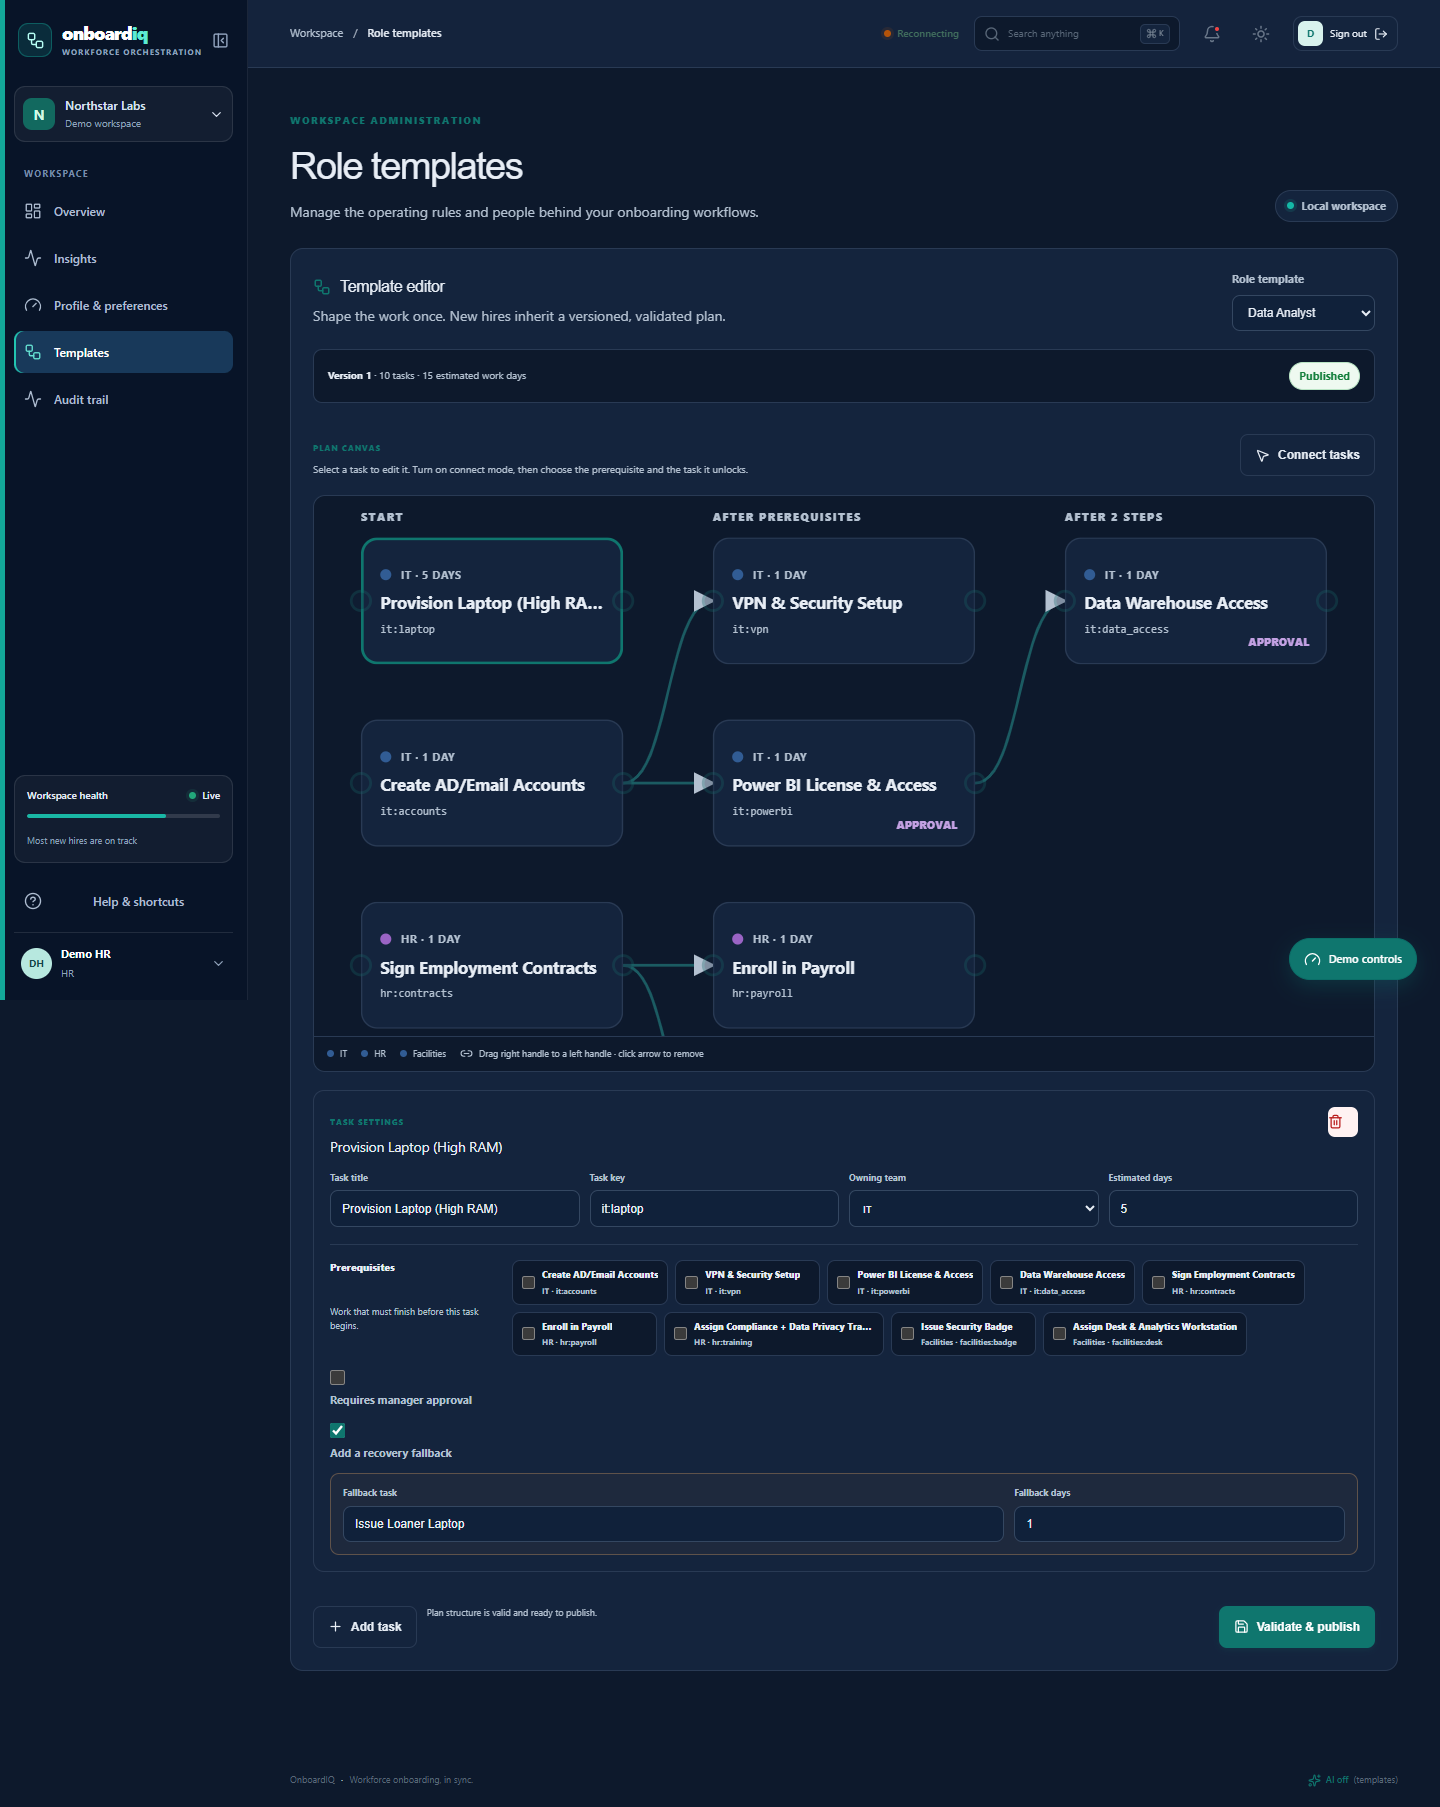 onboardiq
WORKFORCE ORCHESTRATION
N
Northstar Labs
Demo workspace
WORKSPACE
Overview
Insights
Profile & preferences
Templates
Audit trail
Workspace health
Live
Most new hires are on track
Help & shortcuts
DH
Demo HR
HR
Workspace / Role templates
Reconnecting
Search anything
⌘ K
D
Sign out
WORKSPACE ADMINISTRATION
Role templates
Manage the operating rules and people behind your onboarding workflows.
Local workspace
Template editor
Shape the work once. New hires inherit a versioned, validated plan.
Role template
Data Analyst
Version 1 · 10 tasks · 15 estimated work days
Published
PLAN CANVAS
Select a task to edit it. Turn on connect mode, then choose the prerequisite and the task it unlocks.
Connect tasks
START
AFTER PREREQUISITES
AFTER 2 STEPS
IT · 5 DAYS
Provision Laptop (High RA...
it:laptop
IT · 1 DAY
VPN & Security Setup
it:vpn
IT · 1 DAY
Data Warehouse Access
it:data_access
APPROVAL
IT · 1 DAY
Create AD/Email Accounts
it:accounts
IT · 1 DAY
Power BI License & Access
it:powerbi
APPROVAL
HR · 1 DAY
Sign Employment Contracts
hr:contracts
HR · 1 DAY
Enroll in Payroll
hr:payroll
Demo controls
IT
HR
Facilities
Drag right handle to a left handle · click arrow to remove
TASK SETTINGS
Provision Laptop (High RAM)
Task title
Task key
Owning team
Estimated days
Provision Laptop (High RAM)
it:laptop
IT
5
Prerequisites
Work that must finish before this task
begins.
Create AD/Email Accounts
IT · it:accounts
VPN & Security Setup
IT · it:vpn
Power BI License & Access
IT · it:powerbi
Data Warehouse Access
IT · it:data_access
Sign Employment Contracts
HR · hr:contracts
Enroll in Payroll
HR · hr:payroll
Assign Compliance + Data Privacy Tra...
HR · hr:training
Issue Security Badge
Facilities · facilities:badge
Assign Desk & Analytics Workstation
Facilities · facilities:desk
Requires manager approval
Add a recovery fallback
Fallback task
Fallback days
Issue Loaner Laptop
1
Add task
Plan structure is valid and ready to publish.
Validate & publish
OnboardIQ · Workforce onboarding, in sync.
AI off (templates)